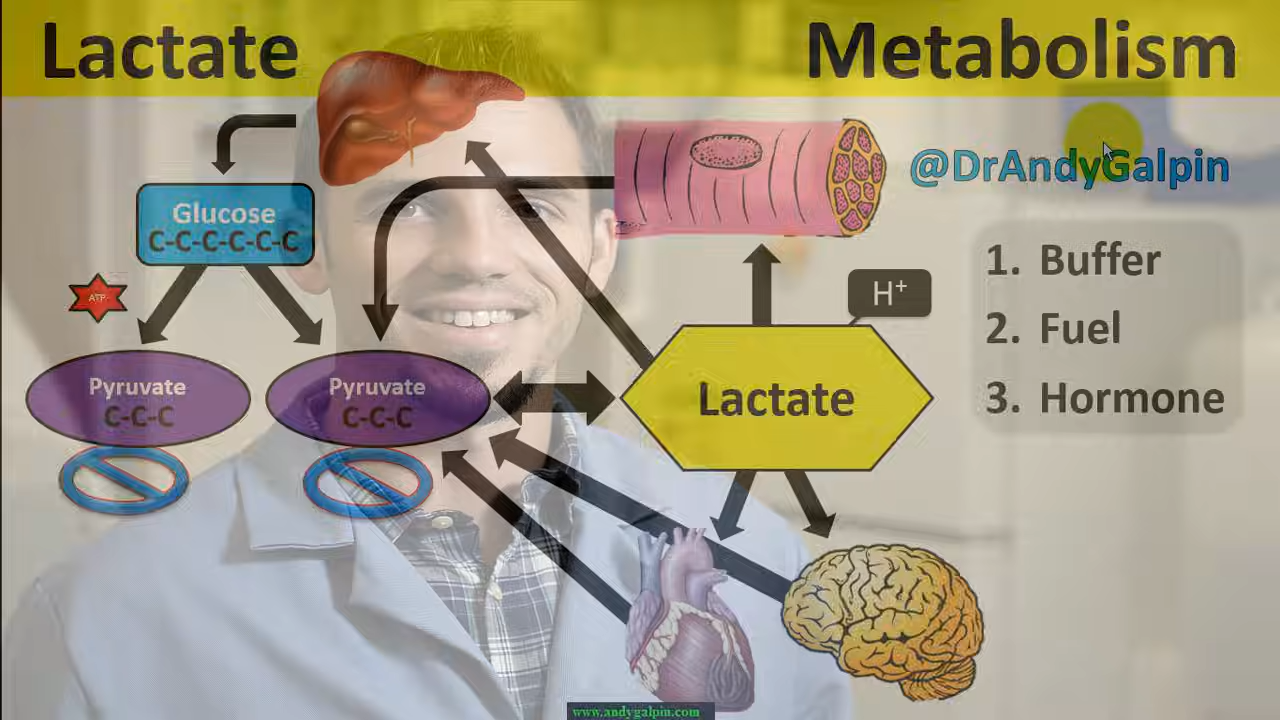 Lactate Metabolism
@DrAndyGalpin
Glucose
C-C-C-C-C-C
ATP
1. Buffer
2. Fuel
3. Hormone
H+
Pyruvate
C-C-C
Pyruvate
C-C-C
Lactate
www.andygalpin.com